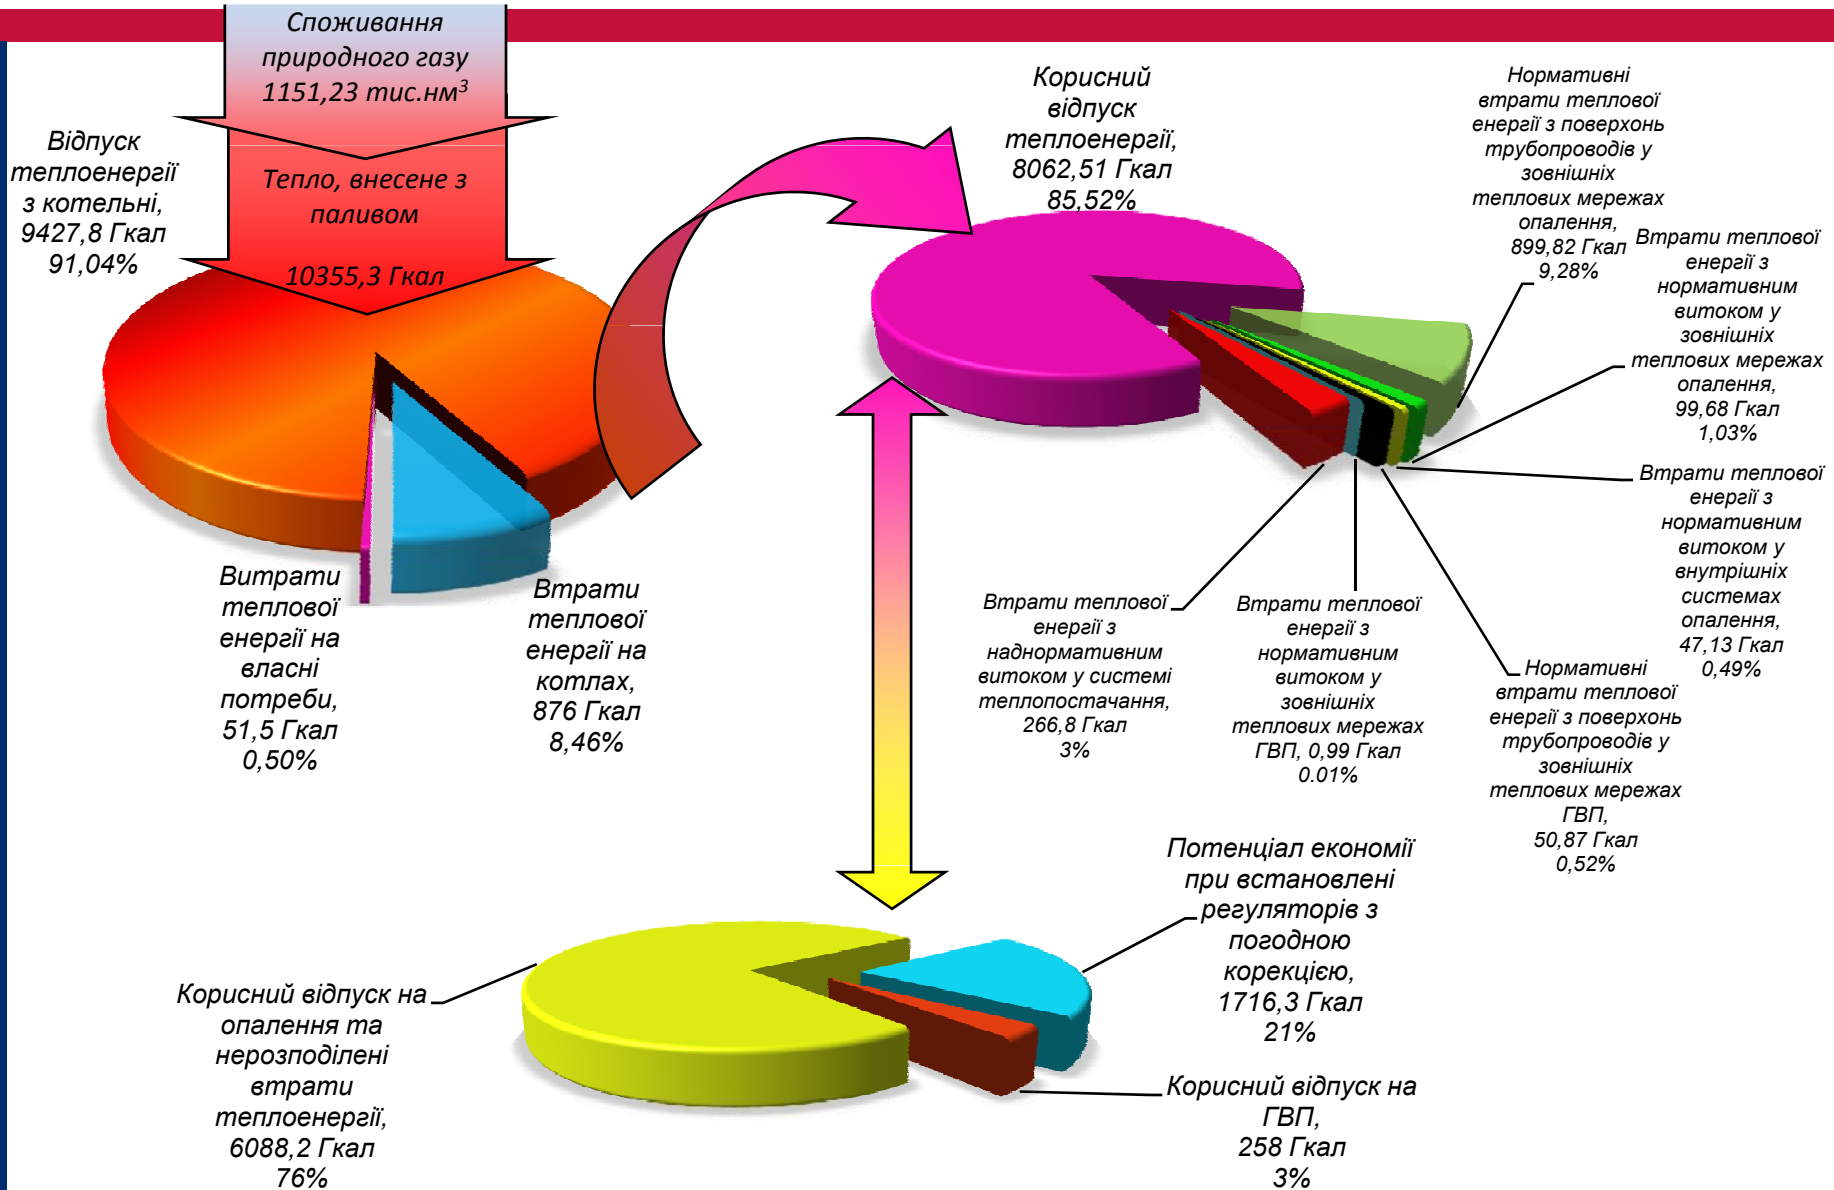 Споживання
природного газу
1151,23 тис.нм³
Тепло, внесене з
паливом
10355,3 Гкал
Відпуск
теплоенергії
з котельні,
9427,8 Гкал
91,04%
Витрати
теплової
енергії на
власні
потреби,
51,5 Гкал
0,50%
Втрати
теплової
енергії на
котлах,
876 Гкал
8,46%
Корисний
відпуск
теплоенергії,
8062,51 Гкал
85,52%
Нормативні
втрати теплової
енергії з поверхонь
трубопроводів у
зовнішніх
теплових мережах
опалення,
899,82 Гкал
9,28%
Втрати теплової
енергії з
нормативним
витоком у
зовнішніх
теплових мережах
опалення,
99,68 Гкал
1,03%
Втрати теплової
енергії з
нормативним
витоком у
внутрішніх
системах
опалення,
47,13 Гкал
0,49%
Нормативні
втрати теплової
енергії з поверхонь
трубопроводів у
зовнішніх
теплових мережах
ГВП,
50,87 Гкал
0,52%
Втрати теплової
енергії з
нормативним
витоком у
зовнішніх
теплових мережах
ГВП, 0,99 Гкал
0.01%
Втрати теплової
енергії з
наднормативним
витоком у системі
теплопостачання,
266,8 Гкал
3%
Потенціал економії
при встановлені
регуляторів з
погодною
корекцією,
1716,3 Гкал
21%
Корисний відпуск на
ГВП,
258 Гкал
3%
Корисний відпуск на
опалення та
нерозподілені
втрати
теплоенергії,
6088,2 Гкал
76%